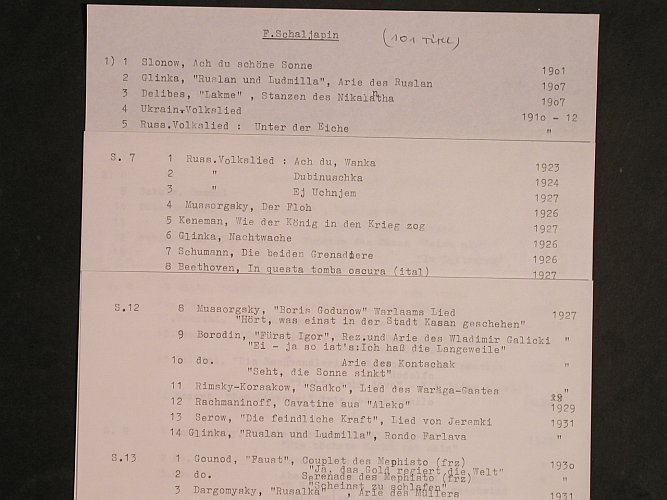 F.Schaljapin (101 Titel)
1) 1 Slonow, Ach du schöne Sonne 19o1
2 Glinka, "Ruslan und Ludmilla", Arie des Ruslan 19o7
3 Delibes, "Lakme" , Stanzen des Nikalantha 19o7
4 Ukrain.Volkslied 191o - 12
5 Russ.Volkslied : Unter der Eiche "
S. 7 1 Russ.Volkslied : Ach du, Wanka 1923
2 " Dubinuschka 1924
3 " Ej Uchnjem 1927
4 Mussorgsky, Der Floh 1926
5 Keneman, Wie der König in den Krieg zog 1927
6 Glinka, Nachtwache 1926
7 Schumann, Die beiden Grenadiere 1926
8 Beethoven, In questa tomba oscura (ital) 1927
S.12 8 Mussorgsky, "Boris Godunow" Warlaams Lied 1927
"Hört, was einst in der Stadt Kasan geschehen"
9 Borodin, "Fürst Igor", Rez.und Arie des Wladimir Galicki "
"Ei - ja so ist's:Ich haß die Langeweile"
1o do. Arie des Kontschak "
"Seht, die Sonne sinkt"
11 Rimsky-Korsakow, "Sadko", Lied des Waräga-Gastes "
12 Rachmaninoff, Cavatine aus "Aleko" 1929
13 Serow, "Die feindliche Kraft", Lied von Jeremki 1931
14 Glinka, "Ruslan und Ludmilla", Rondo Farlava "
S.13 1 Gounod, "Faust", Couplet des Mephisto (frz) 193o
"Ja, das Gold regiert die Welt"
2 do. Serenade des Mephisto (frz) "
"Scheinst zu schlafen"
3 Dargomysky, "Rusalka" , Arie des Müllers 1931